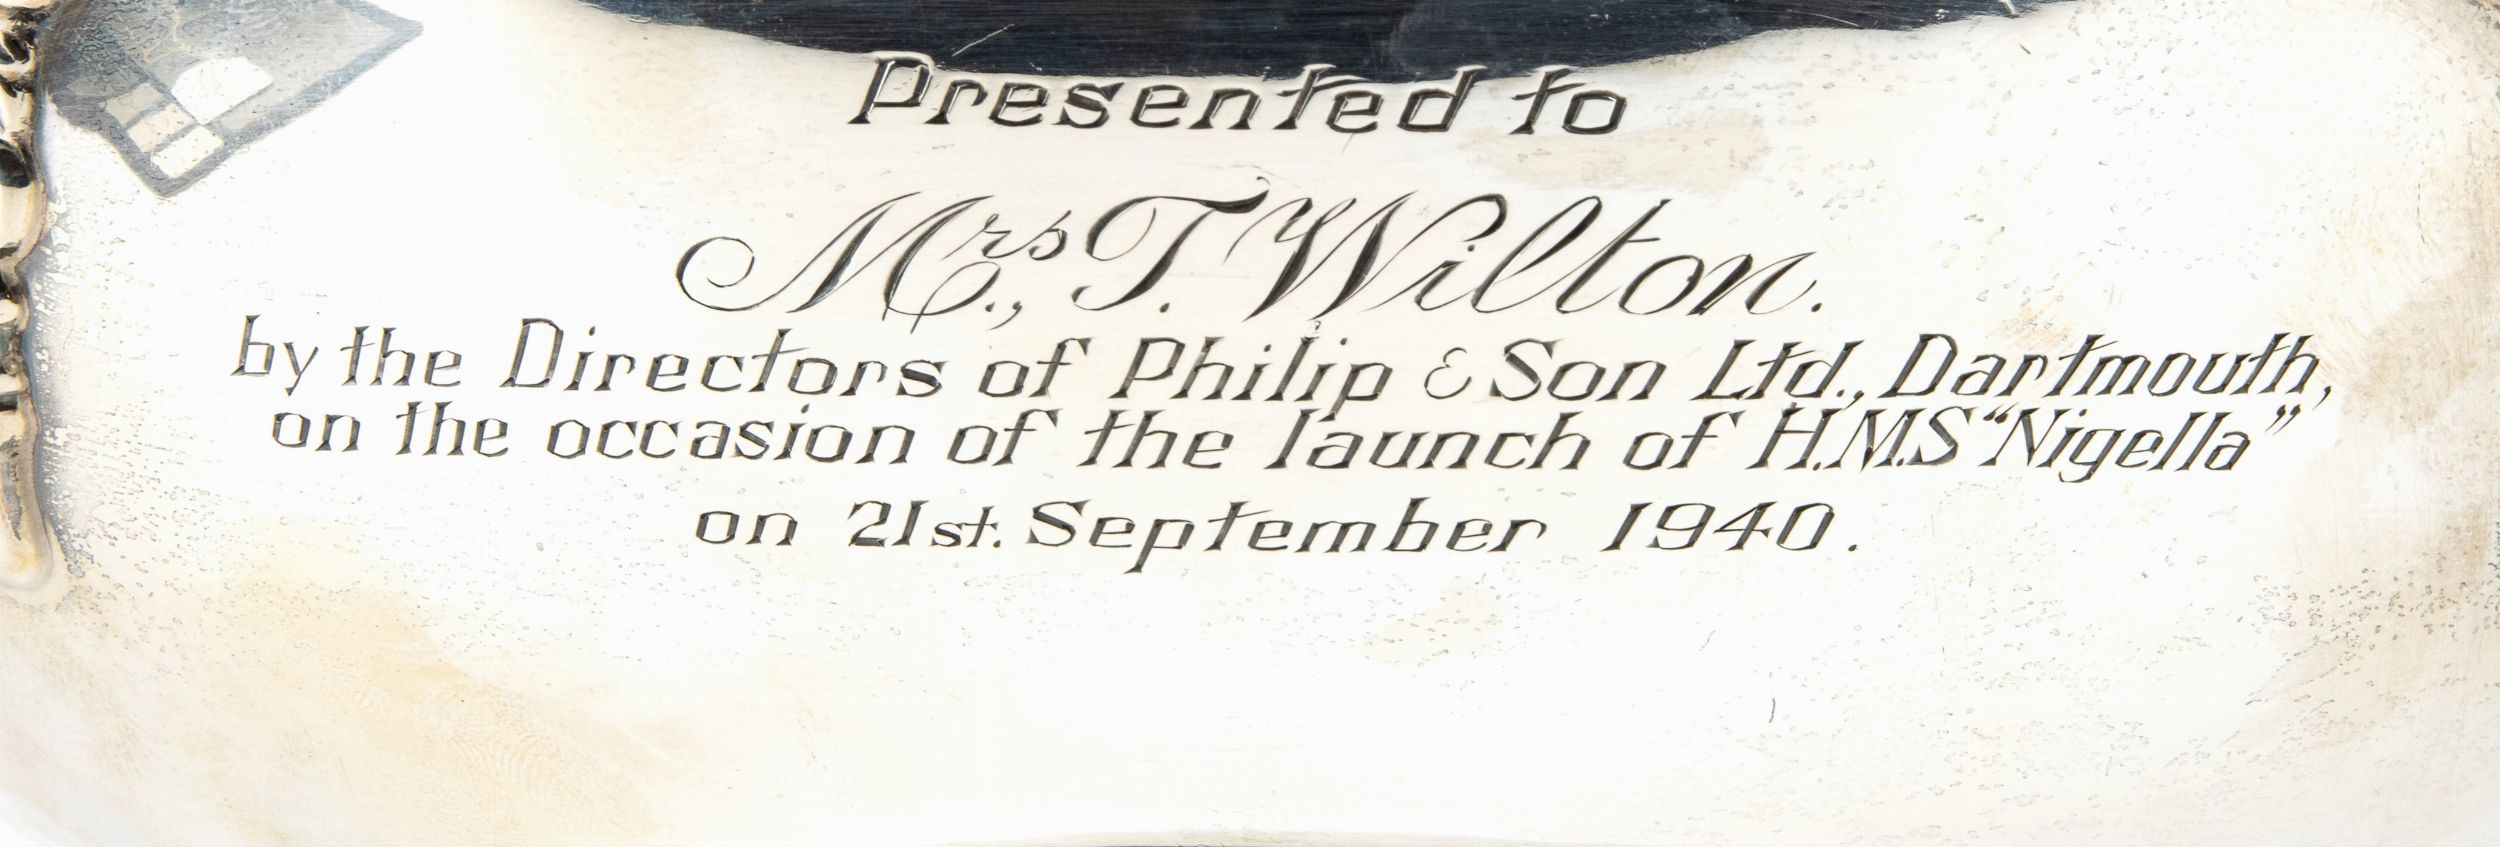 Presented to
Mrs., T. Wilton.
by the Directors of Philip & Son Ltd., Dartmouth,
on the occasion of the launch of H.M.S "Nigella"
on 21st. September 1940.